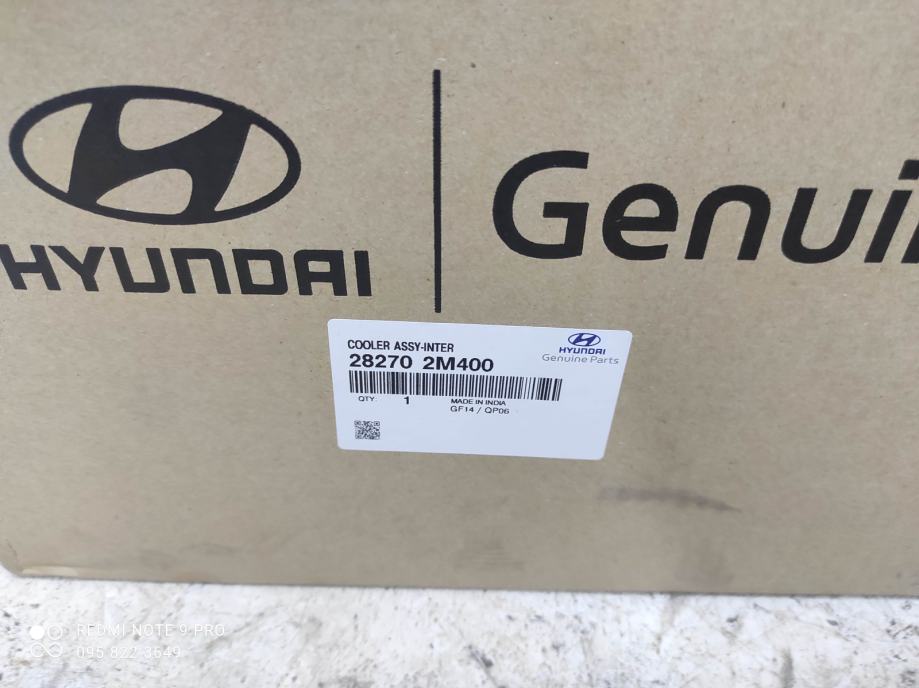 HYUNDAI
Genui
COOLER ASSY-INTER
28270 2M400
QTY: 1 MADE IN INDIA
GF14 / QP06
HYUNDAI
Genuine Parts
REDMI NOTE 9 PRO
095 822 3649